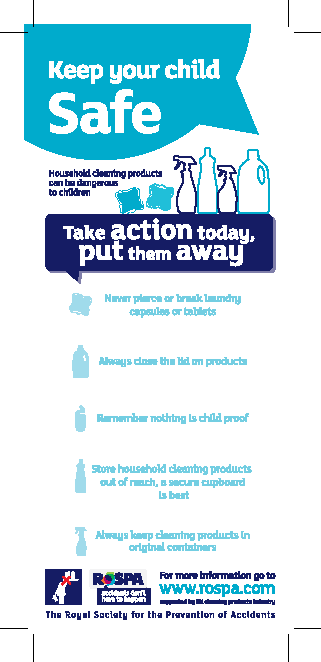 Keep your child
Safe
Household cleaning products
can be dangerous
to children
Take action today,
put them away
Never pierce or break laundry
capsules or tablets
Always close the lid on products
Remember nothing is child proof
Store household cleaning products
out of reach, a secure cupboard
is best
Always keep cleaning products in
original containers
RoSPA
accidents don't
have to happen
For more information go to
www.rospa.com
supported by UK cleaning products industry
The Royal Society for the Prevention of Accidents